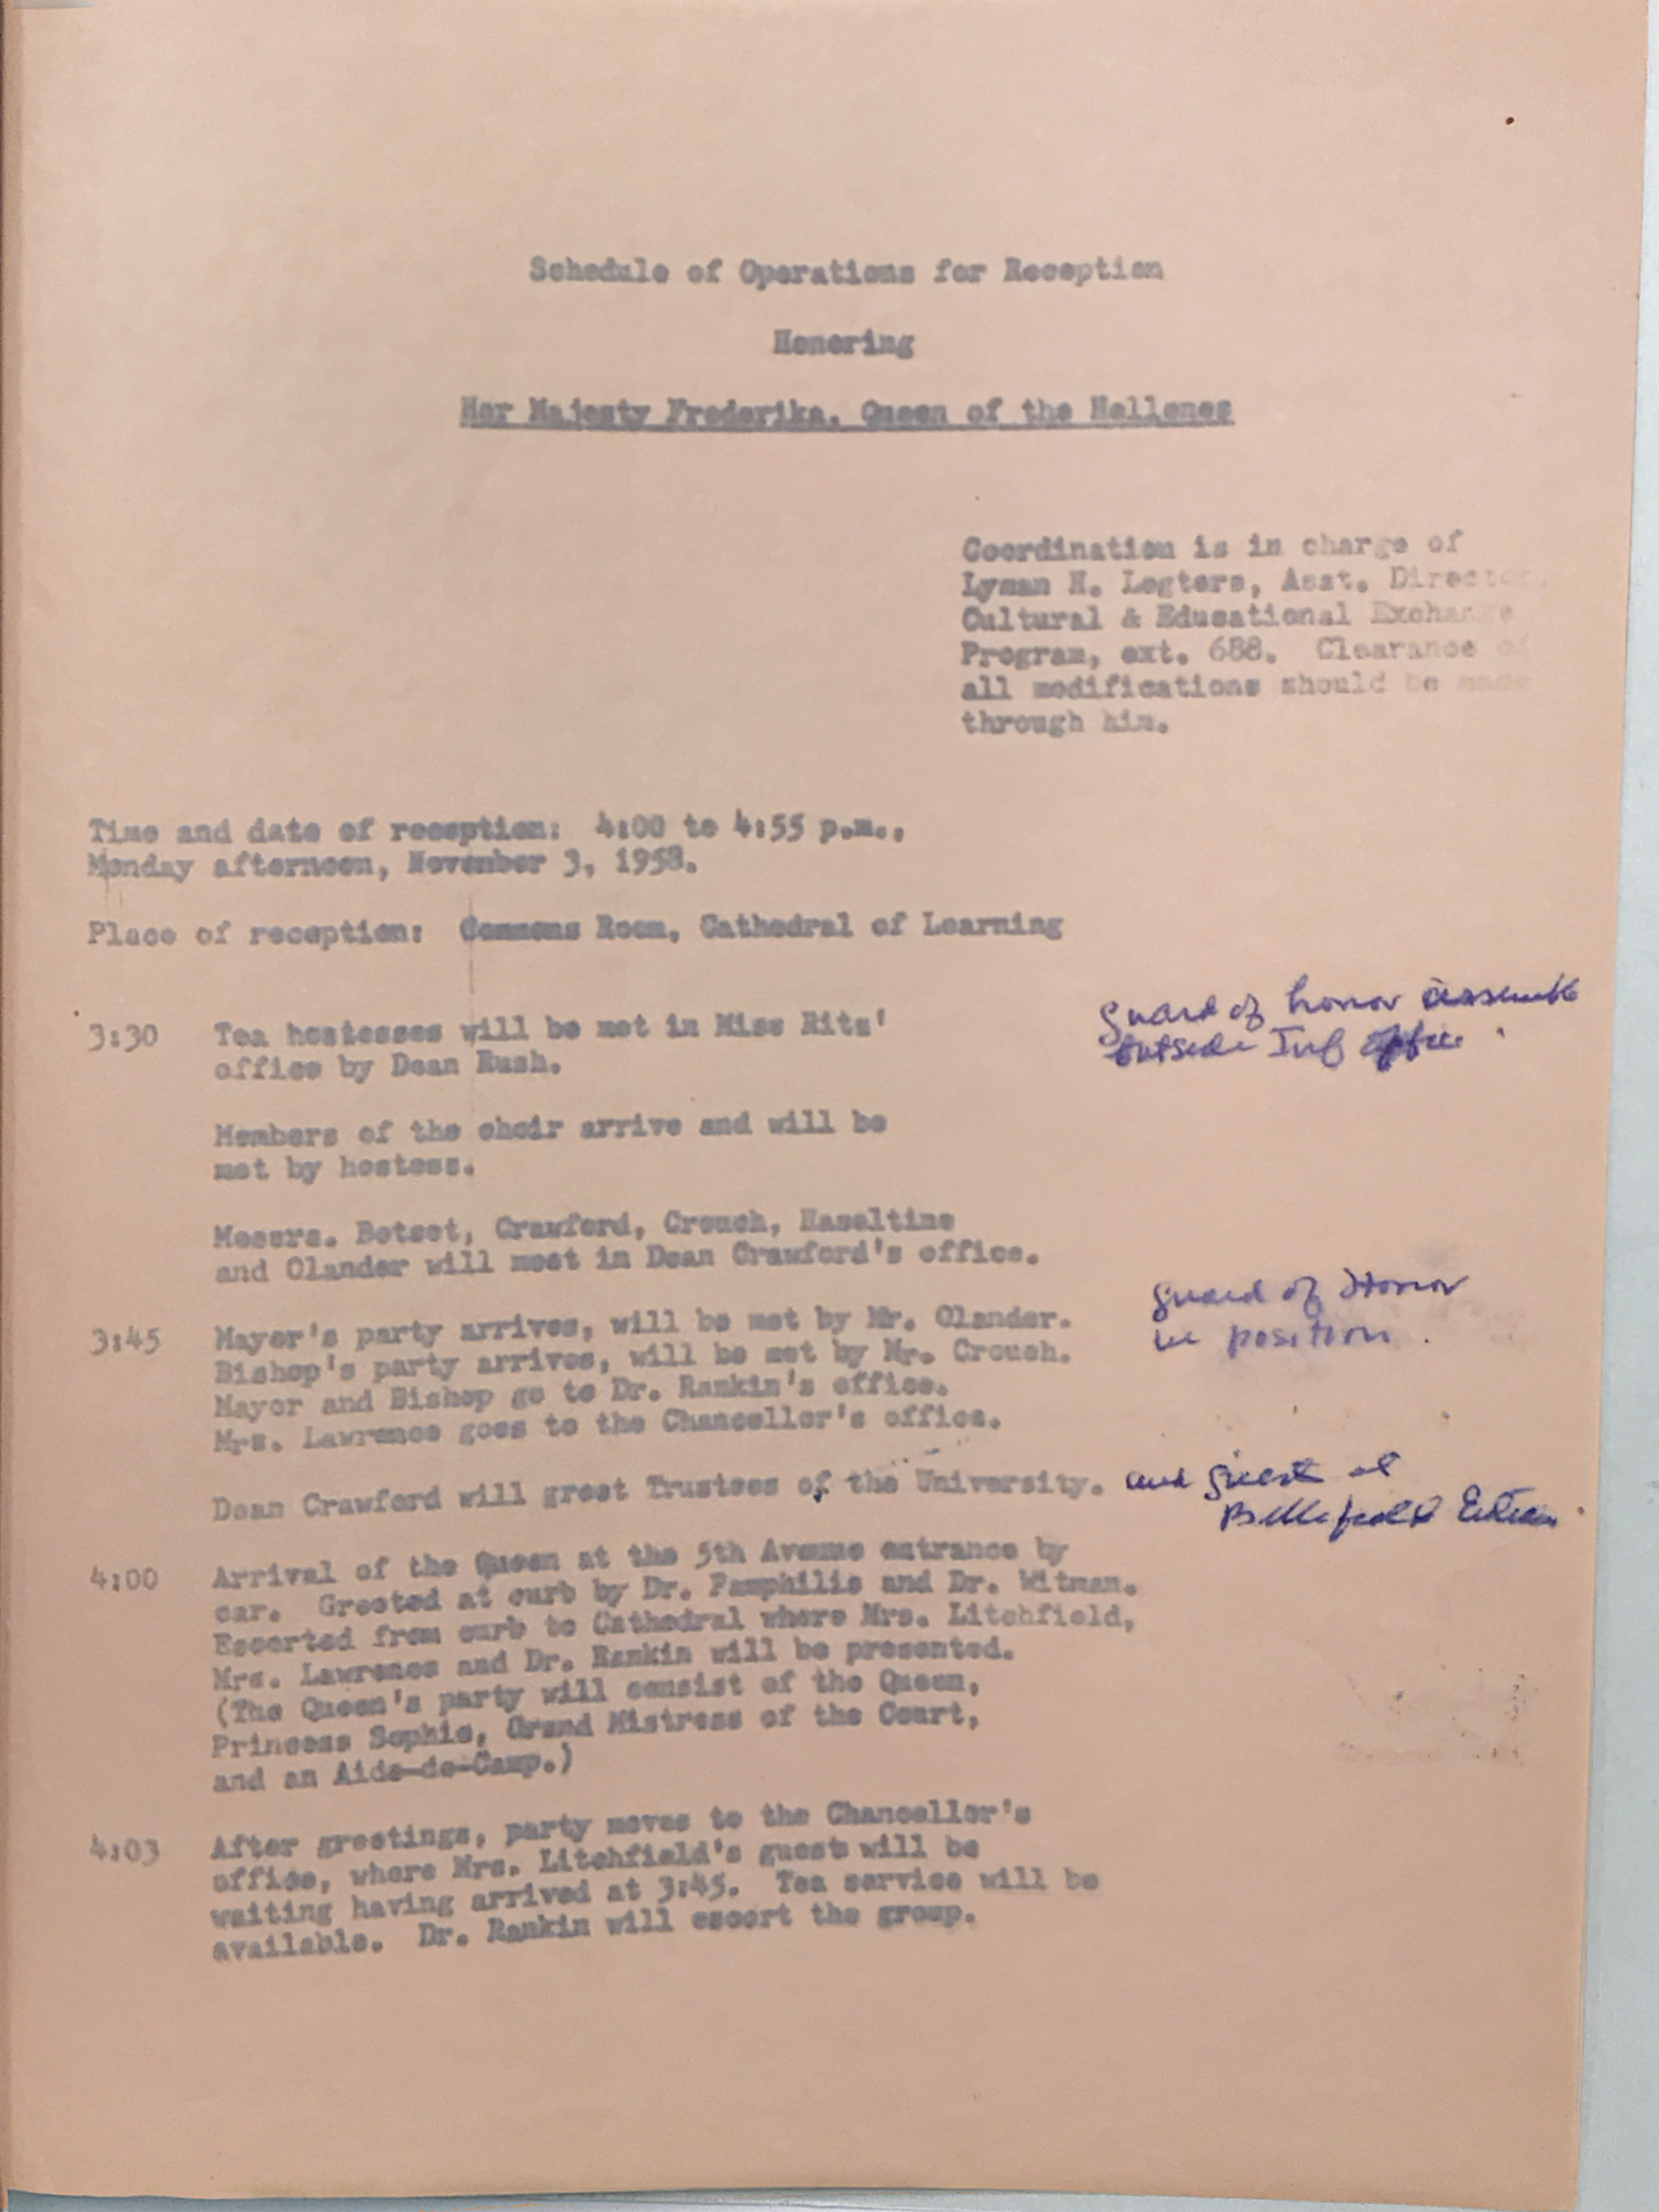 Schedule of Operations for Reception
Honoring
Her Majesty Frederika, Queen of the Hellenes
Coordination is in charge of
Lyman H. Legters, Asst. Director,
Cultural & Educational Exchange
Program, ext. 688. Clearance of
all modifications should be made
through him.
Time and date of reception: 4:00 to 4:55 p.m.,
Monday afternoon, November 3, 1958.
Place of reception: Commons Room, Cathedral of Learning
3:30 Tea hostesses will be met in Miss Ritz' guard of honor assemble
office by Dean Rush. outside Inf office.
Members of the choir arrive and will be
met by hostess.
Messrs. Botset, Crawford, Crouch, Haseltine
and Olander will meet in Dean Crawford's office.
3:45 Mayor's party arrives, will be met by Mr. Olander. guard of Honor
Bishop's party arrives, will be met by Mr. Crouch. in position.
Mayor and Bishop go to Dr. Rankin's office.
Mrs. Lawrence goes to the Chancellor's office.
Dean Crawford will greet Trustees of the University. and guests at
Bellefield
4:00 Arrival of the Queen at the 5th Avenue entrance by
car. Greeted at curb by Dr. Pamphilis and Dr. Witman.
Escorted from curb to Cathedral where Mrs. Litchfield,
Mrs. Lawrence and Dr. Rankin will be presented.
(The Queen's party will consist of the Queen,
Princess Sophie, Grand Mistress of the Court,
and an Aide-de-Camp.)
4:03 After greetings, party moves to the Chancellor's
office, where Mrs. Litchfield's guests will be
waiting having arrived at 3:45. Tea service will be
available. Dr. Rankin will escort the group.